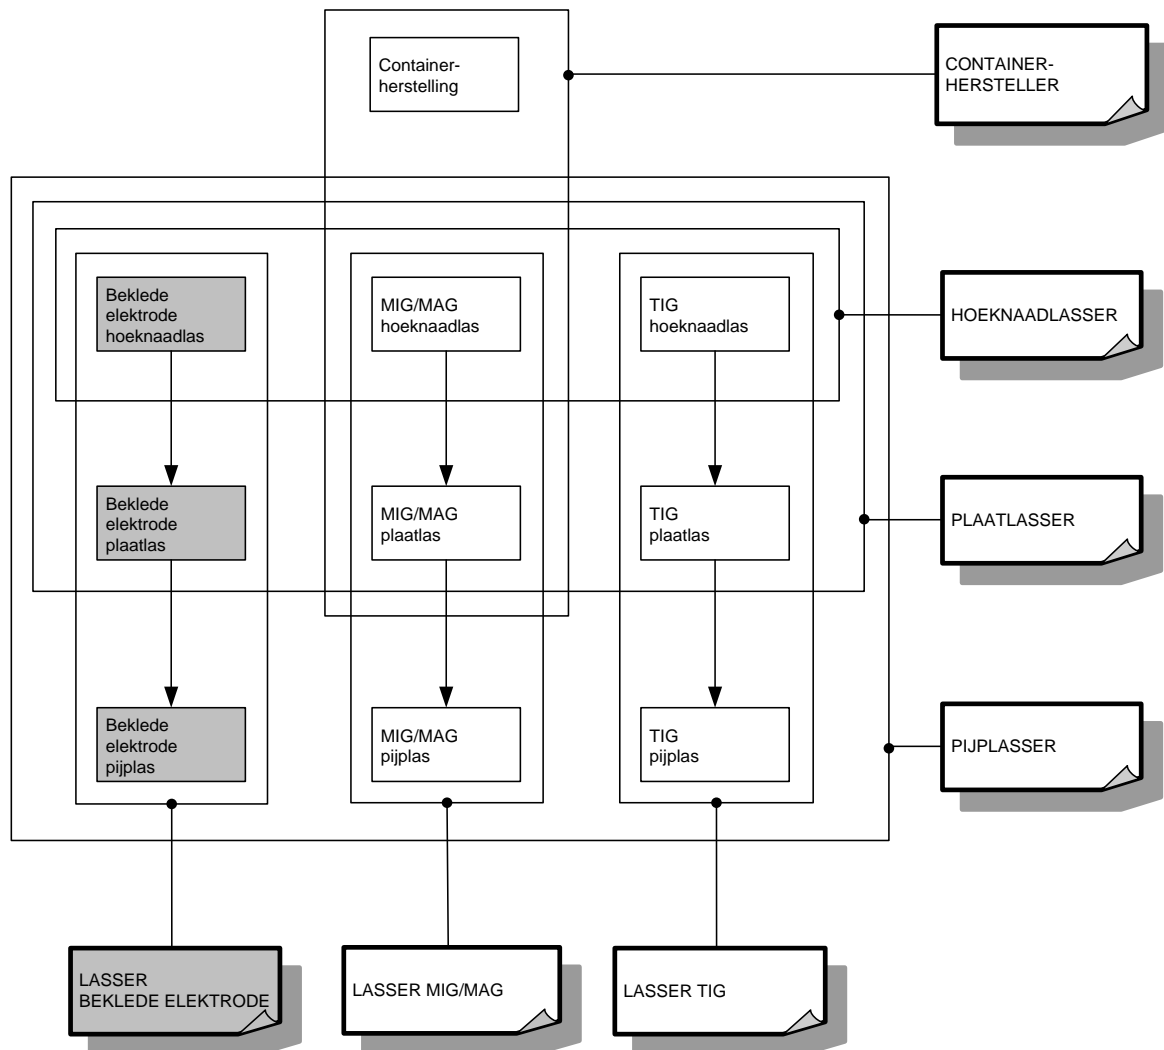 Container-
herstelling
CONTAINER-
HERSTELLER
Beklede
elektrode
hoeknaadlas
MIG/MAG
hoeknaadlas
TIG
hoeknaadlas
HOEKNAADLASSER
Beklede
elektrode
plaatlas
MIG/MAG
plaatlas
TIG
plaatlas
PLAATLASSER
Beklede
elektrode
pijplas
MIG/MAG
pijplas
TIG
pijplas
PIJPLASSER
LASSER
BEKLEDE ELEKTRODE
LASSER MIG/MAG
LASSER TIG